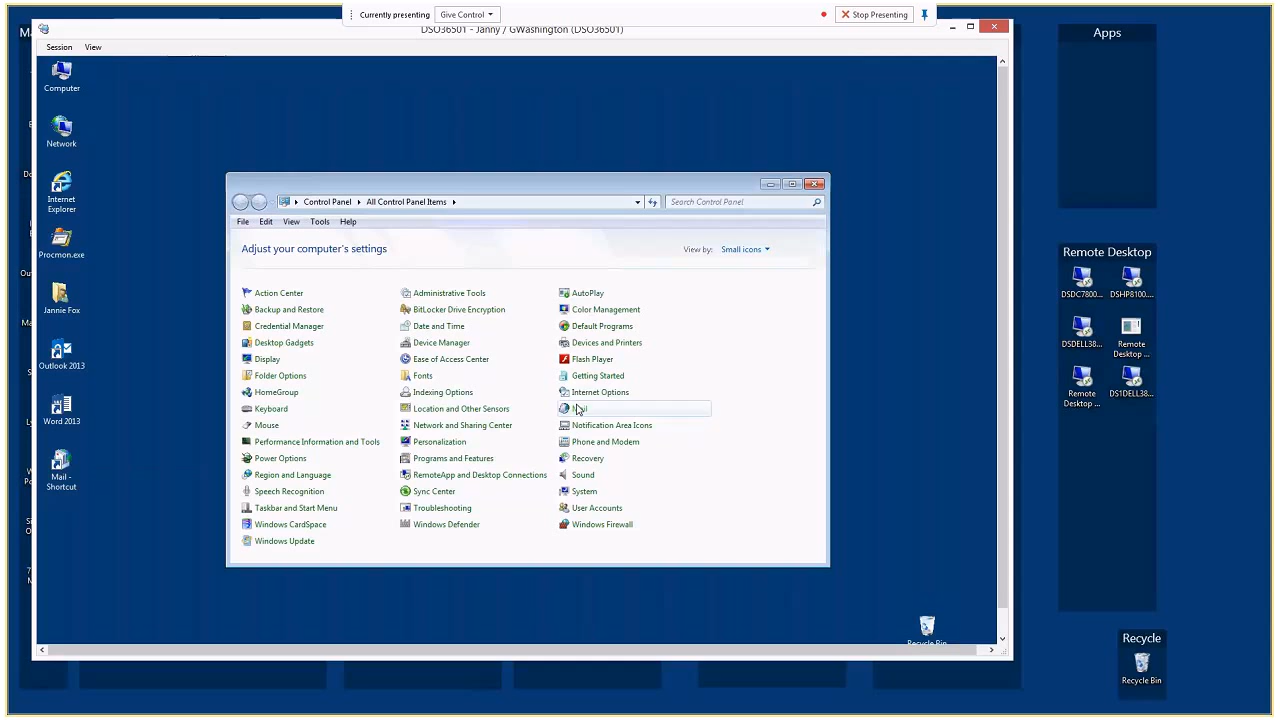 Currently presenting
Give Control
Stop Presenting
DSO36501 - Janny / GWashington (DSO36501)
Session View
Computer
Network
Internet
Explorer
Procmon.exe
Jannie Fox
Outlook 2013
Word 2013
Mail -
Shortcut
Control Panel
All Control Panel Items
Search Control Panel
File Edit View Tools Help
Adjust your computer's settings
View by: Small icons
Action Center Administrative Tools AutoPlay
Backup and Restore BitLocker Drive Encryption Color Management
Credential Manager Date and Time Default Programs
Desktop Gadgets Device Manager Devices and Printers
Display Ease of Access Center Flash Player
Folder Options Fonts Getting Started
HomeGroup Indexing Options Internet Options
Keyboard Location and Other Sensors
Mouse Network and Sharing Center Notification Area Icons
Performance Information and Tools Personalization Phone and Modem
Power Options Programs and Features Recovery
Region and Language RemoteApp and Desktop Connections Sound
Speech Recognition Sync Center System
Taskbar and Start Menu Troubleshooting User Accounts
Windows CardSpace Windows Defender Windows Firewall
Windows Update
Recycle Bin
Apps
Remote Desktop
DSDC7800... DSHP8100....
DSDELL38... Remote
Desktop ...
Remote
Desktop ... DS1DELL38...
Recycle
Recycle Bin